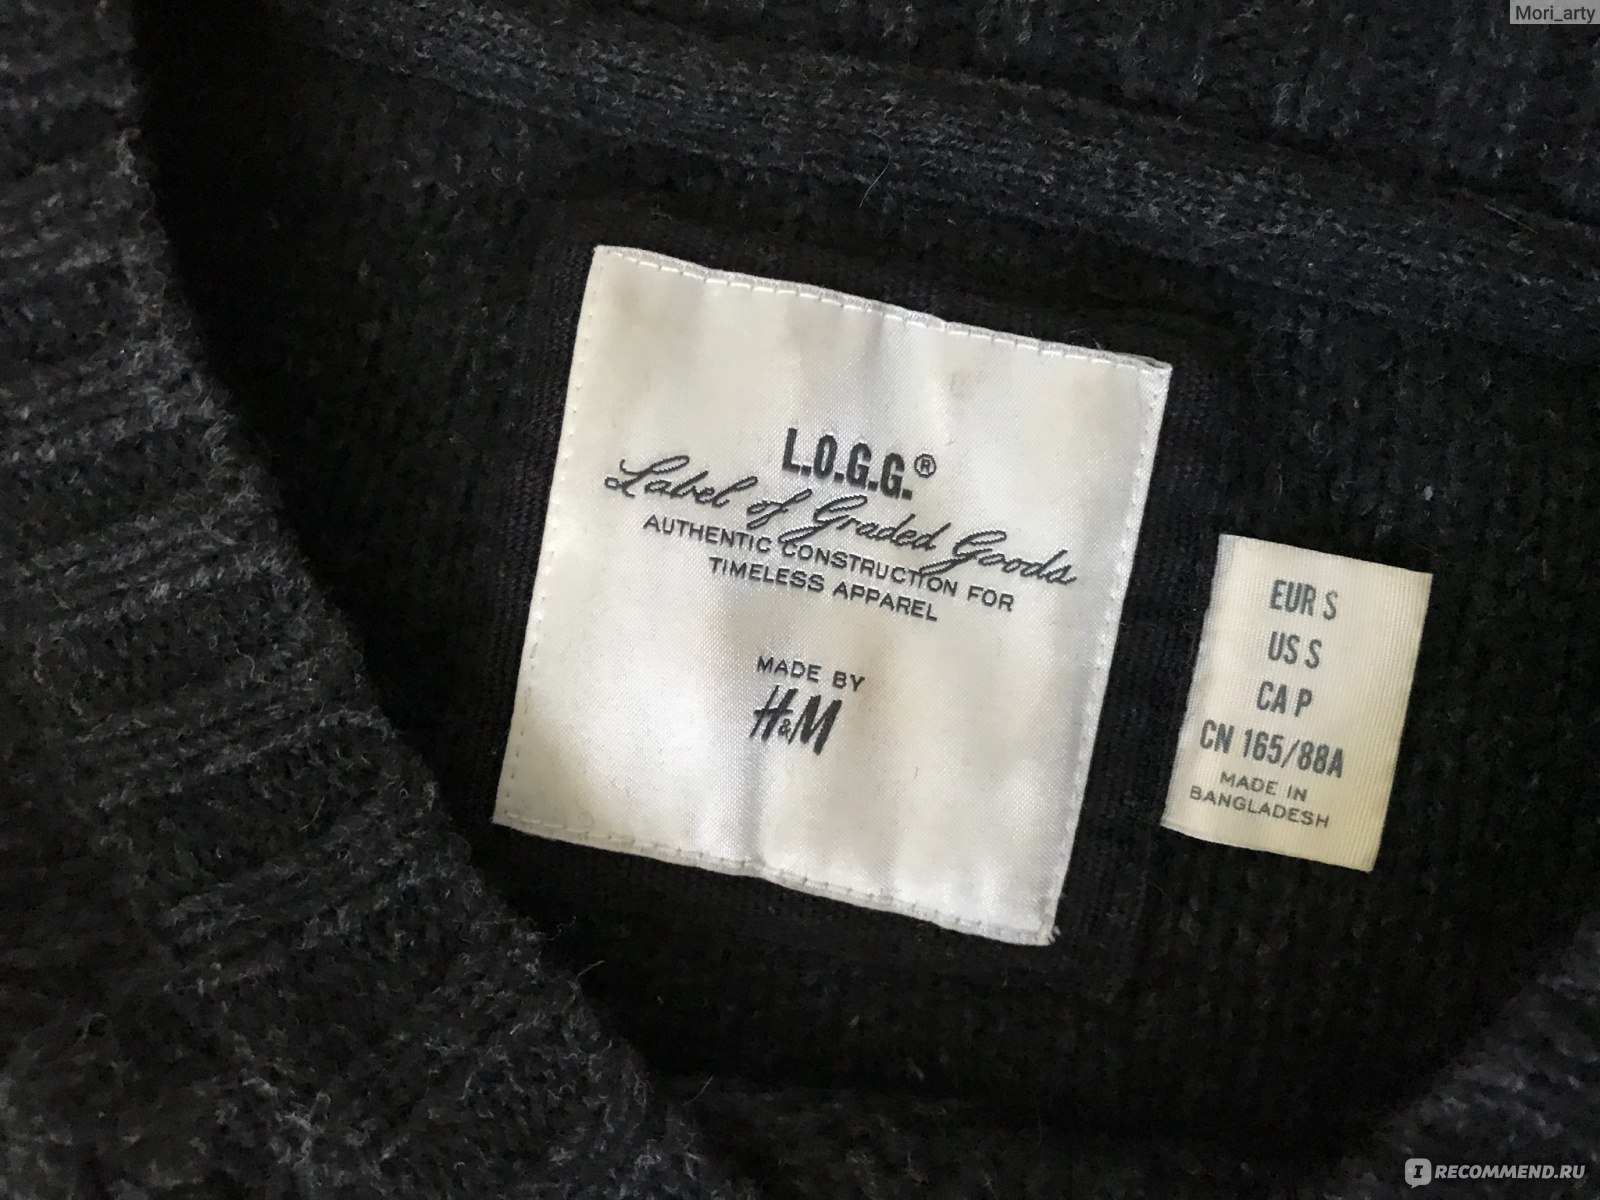 Mori_arty
L.O.G.G.®
Label of Graded Goods
AUTHENTIC CONSTRUCTION FOR
TIMELESS APPAREL
MADE BY
H&M
EUR S
US S
CA P
CN 165/88A
MADE IN
BANGLADESH
IRECOMMEND.RU